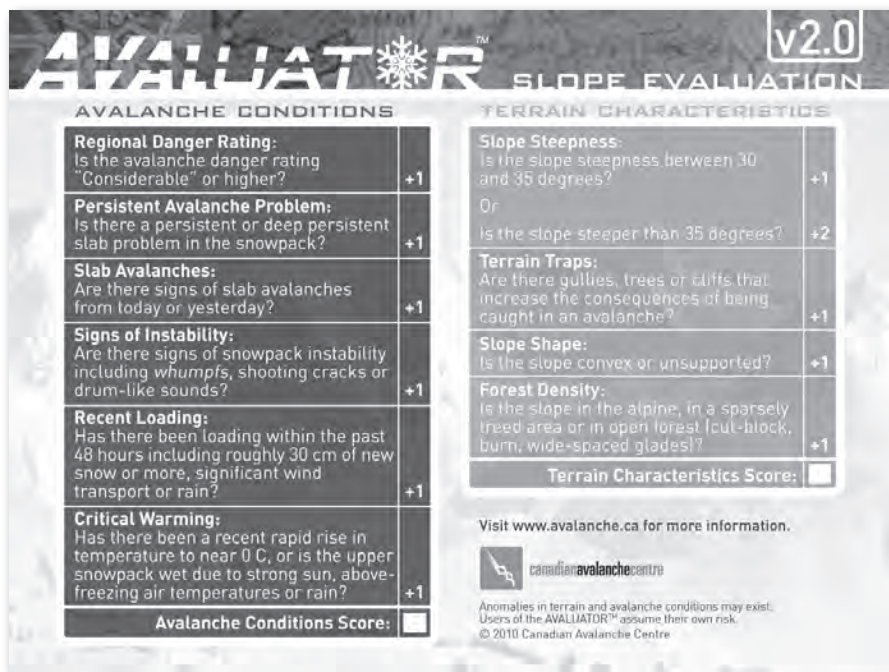 AVALUATOR™
v2.0
SLOPE EVALUATION
AVALANCHE CONDITIONS
Regional Danger Rating:
Is the avalanche danger rating
"Considerable" or higher? +1
Persistent Avalanche Problem:
Is there a persistent or deep persistent
slab problem in the snowpack? +1
Slab Avalanches:
Are there signs of slab avalanches
from today or yesterday? +1
Signs of Instability:
Are there signs of snowpack instability
including whumpfs, shooting cracks or
drum-like sounds? +1
Recent Loading:
Has there been loading within the past
48 hours including roughly 30 cm of new
snow or more, significant wind
transport or rain? +1
Critical Warming:
Has there been a recent rapid rise in
temperature to near 0 C, or is the upper
snowpack wet due to strong sun, above-
freezing air temperatures or rain? +1
Avalanche Conditions Score:
TERRAIN CHARACTERISTICS
Slope Steepness:
Is the slope steepness between 30
and 35 degrees? +1
Or
Is the slope steeper than 35 degrees? +2
Terrain Traps:
Are there gullies, trees or cliffs that
increase the consequences of being
caught in an avalanche? +1
Slope Shape:
Is the slope convex or unsupported? +1
Forest Density:
Is the slope in the alpine, in a sparsely
treed area or in open forest (cut-block,
burn, wide-spaced glades)? +1
Terrain Characteristics Score:
Visit www.avalanche.ca for more information.
canadianavalanchecentre
Anomalies in terrain and avalanche conditions may exist.
Users of the AVALUATOR™ assume their own risk.
© 2010 Canadian Avalanche Centre